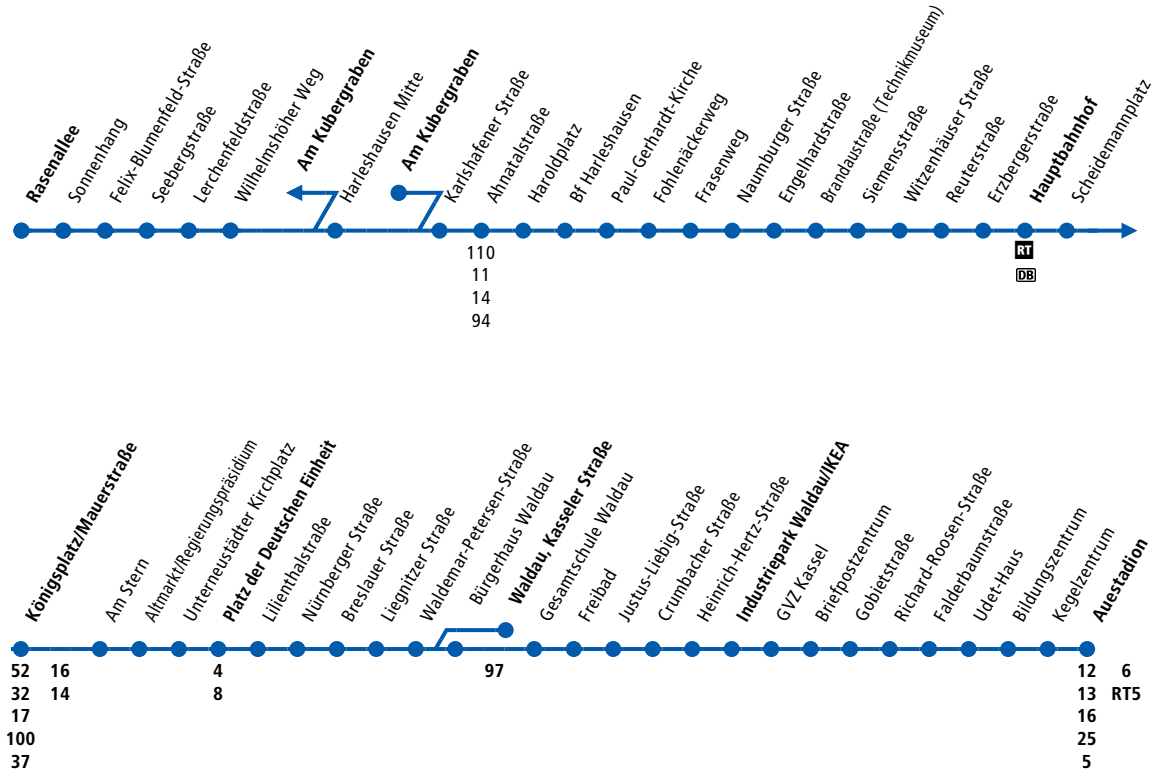 Rasenallee
Sonnenhang
Felix-Blumenfeld-Straße
Seebergstraße
Lerchenfeldstraße
Wilhelmshöher Weg
Am Kubergraben
Harleshausen Mitte
Am Kubergraben
Karlshafener Straße
Ahnatalstraße
Haroldplatz
Bf Harleshausen
Paul-Gerhardt-Kirche
Fohlenäckerweg
Frasenweg
Naumburger Straße
Engelhardstraße
Brandaustraße (Technikmuseum)
Siemensstraße
Witzenhäuser Straße
Reuterstraße
Erzbergerstraße
Hauptbahnhof
Scheidemannplatz
110
11
14
94
RT
DB
Königsplatz/Mauerstraße
Am Stern
Altmarkt/Regierungspräsidium
Unterneustädter Kirchplatz
Platz der Deutschen Einheit
Lilienthalstraße
Nürnberger Straße
Breslauer Straße
Liegnitzer Straße
Waldemar-Petersen-Straße
Bürgerhaus Waldau
Waldau, Kasseler Straße
Gesamtschule Waldau
Freibad
Justus-Liebig-Straße
Crumbacher Straße
Heinrich-Hertz-Straße
Industriepark Waldau/IKEA
GVZ Kassel
Briefpostzentrum
Gobietstraße
Richard-Roosen-Straße
Falderbaumstraße
Udet-Haus
Bildungszentrum
Kegelzentrum
Auestadion
52 16 4 97 12 6
32 14 8 13 RT5
17 16
100 25
37 5